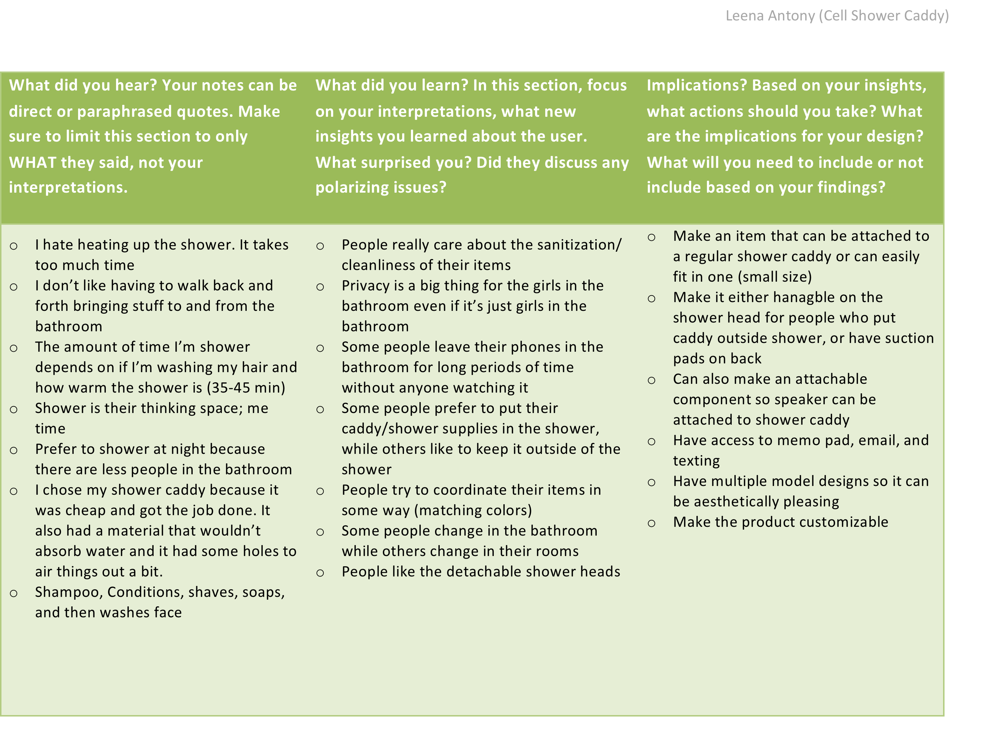 Leena Antony (Cell Shower Caddy)
What did you hear? Your notes can be
direct or paraphrased quotes. Make
sure to limit this section to only
WHAT they said, not your
interpretations.
What did you learn? In this section, focus
on your interpretations, what new
insights you learned about the user.
What surprised you? Did they discuss any
polarizing issues?
Implications? Based on your insights,
what actions should you take? What
are the implications for your design?
What will you need to include or not
include based on your findings?
o I hate heating up the shower. It takes
too much time
o I don’t like having to walk back and
forth bringing stuff to and from the
bathroom
o The amount of time I’m shower
depends on if I’m washing my hair and
how warm the shower is (35-45 min)
o Shower is their thinking space; me
time
o Prefer to shower at night because
there are less people in the bathroom
o I chose my shower caddy because it
was cheap and got the job done. It
also had a material that wouldn’t
absorb water and it had some holes to
air things out a bit.
o Shampoo, Conditions, shaves, soaps,
and then washes face
o People really care about the sanitization/
cleanliness of their items
o Privacy is a big thing for the girls in the
bathroom even if it’s just girls in the
bathroom
o Some people leave their phones in the
bathroom for long periods of time
without anyone watching it
o Some people prefer to put their
caddy/shower supplies in the shower,
while others like to keep it outside of the
shower
o People try to coordinate their items in
some way (matching colors)
o Some people change in the bathroom
while others change in their rooms
o People like the detachable shower heads
o Make an item that can be attached to
a regular shower caddy or can easily
fit in one (small size)
o Make it either hanagble on the
shower head for people who put
caddy outside shower, or have suction
pads on back
o Can also make an attachable
component so speaker can be
attached to shower caddy
o Have access to memo pad, email, and
texting
o Have multiple model designs so it can
be aesthetically pleasing
o Make the product customizable